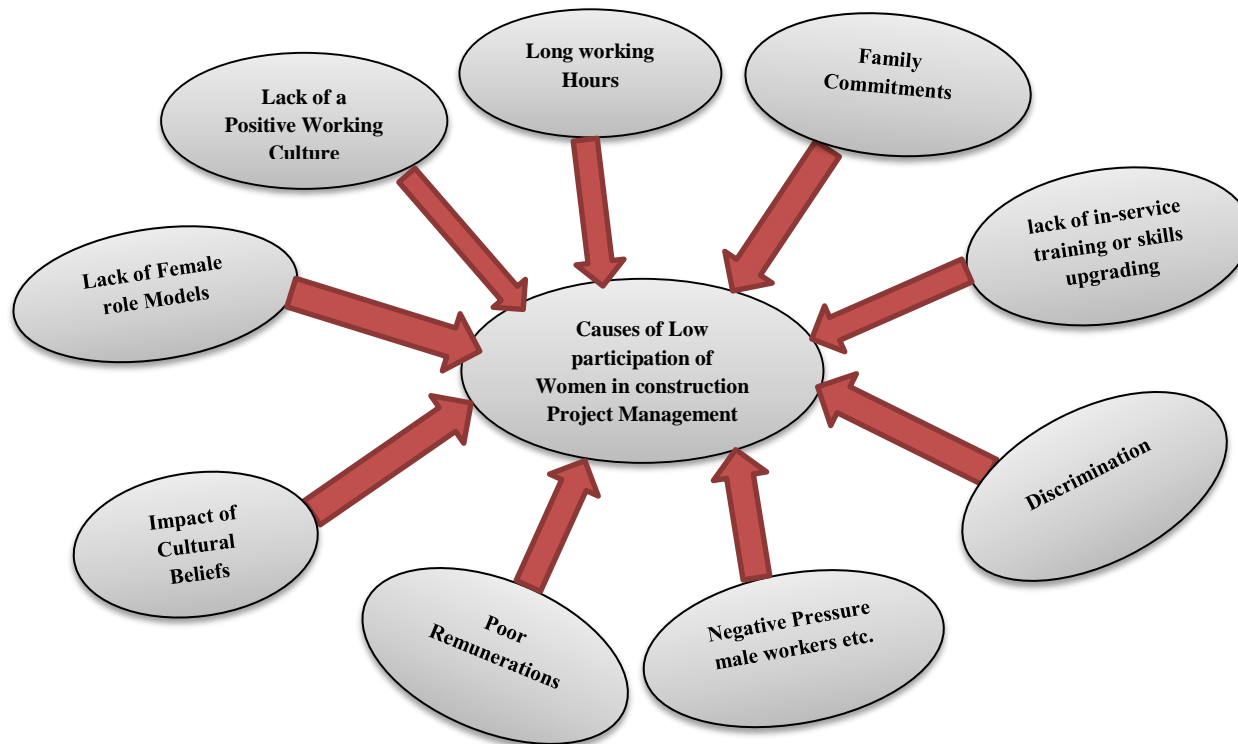 Long working
Hours
Family
Commitments
Lack of a
Positive Working
Culture
lack of in-service
training or skills
upgrading
Lack of Female
role Models
Causes of Low
participation of
Women in construction
Project Management
Discrimination
Impact of
Cultural
Beliefs
Poor
Remunerations
Negative Pressure
male workers etc.